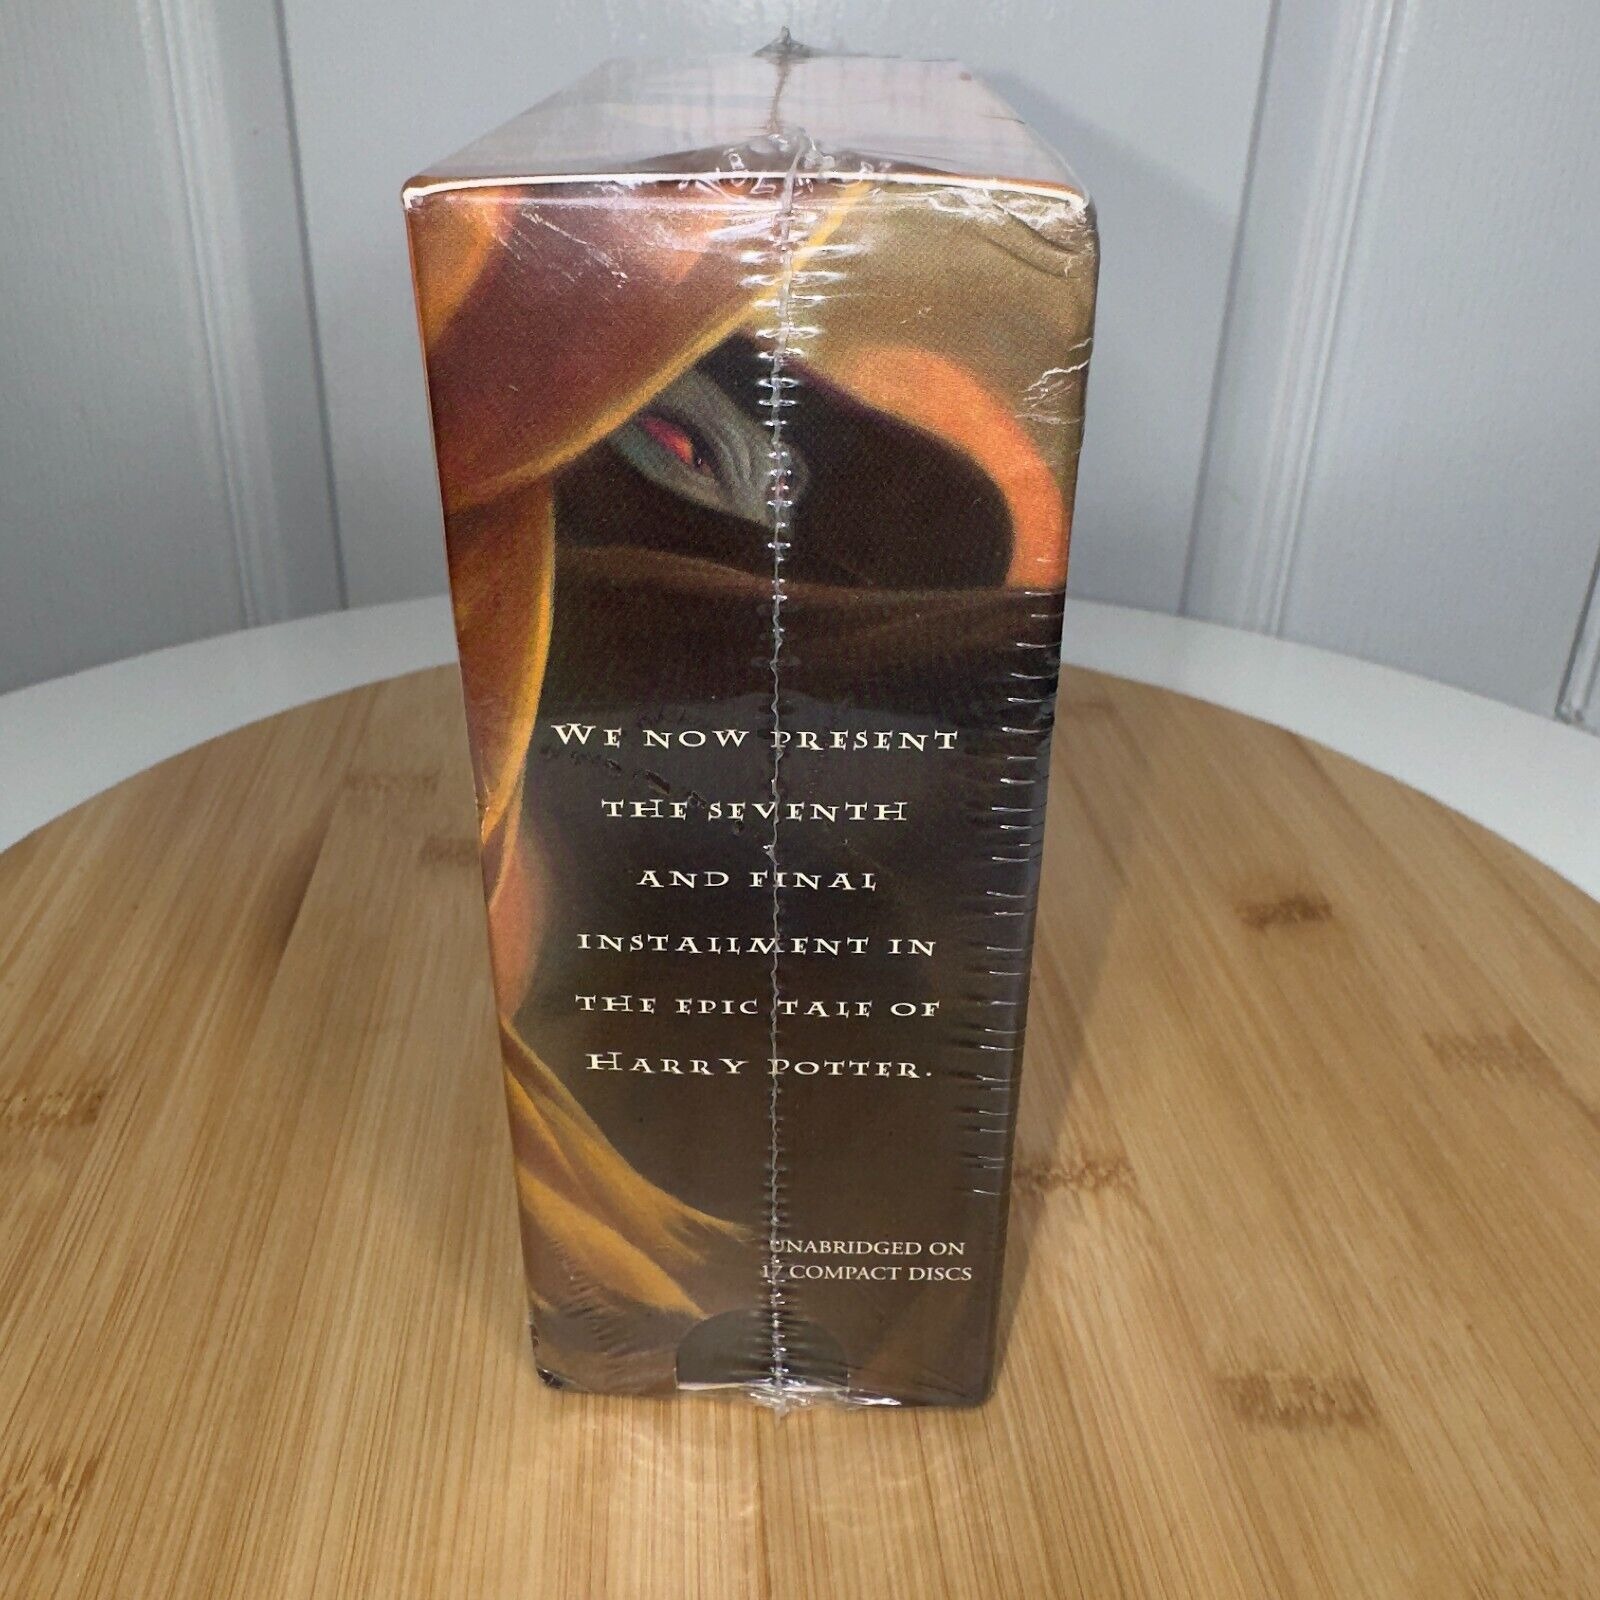 WE NOW PRESENT
THE SEVENTH
AND FINAL
INSTALLMENT IN
THE EPIC TALE OF
HARRY POTTER.
UNABRIDGED ON
17 COMPACT DISCS